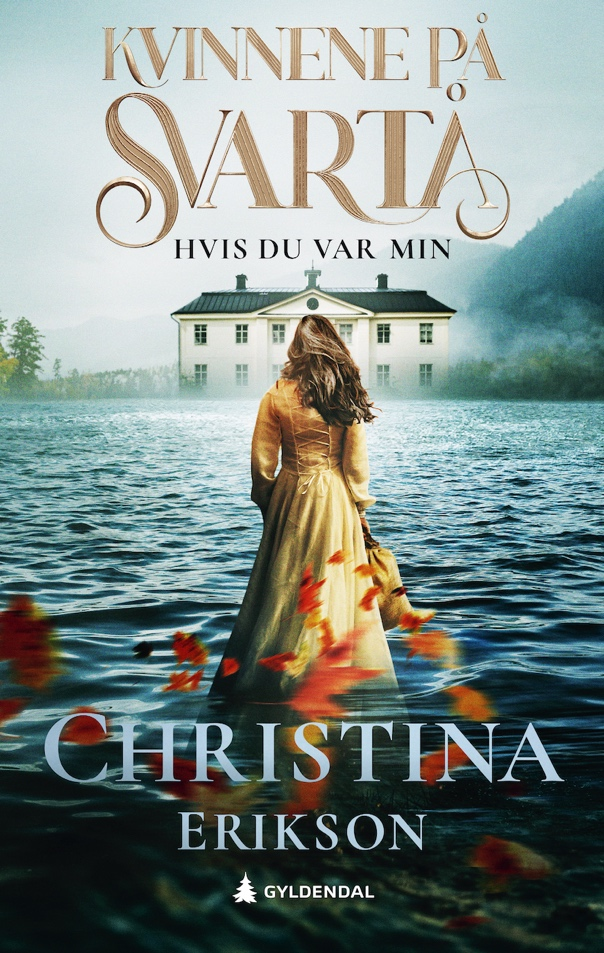 KVINNENE PÅ
SVARTÅ
HVIS DU VAR MIN
CHRISTINA
ERIKSON
GYLDENDAL